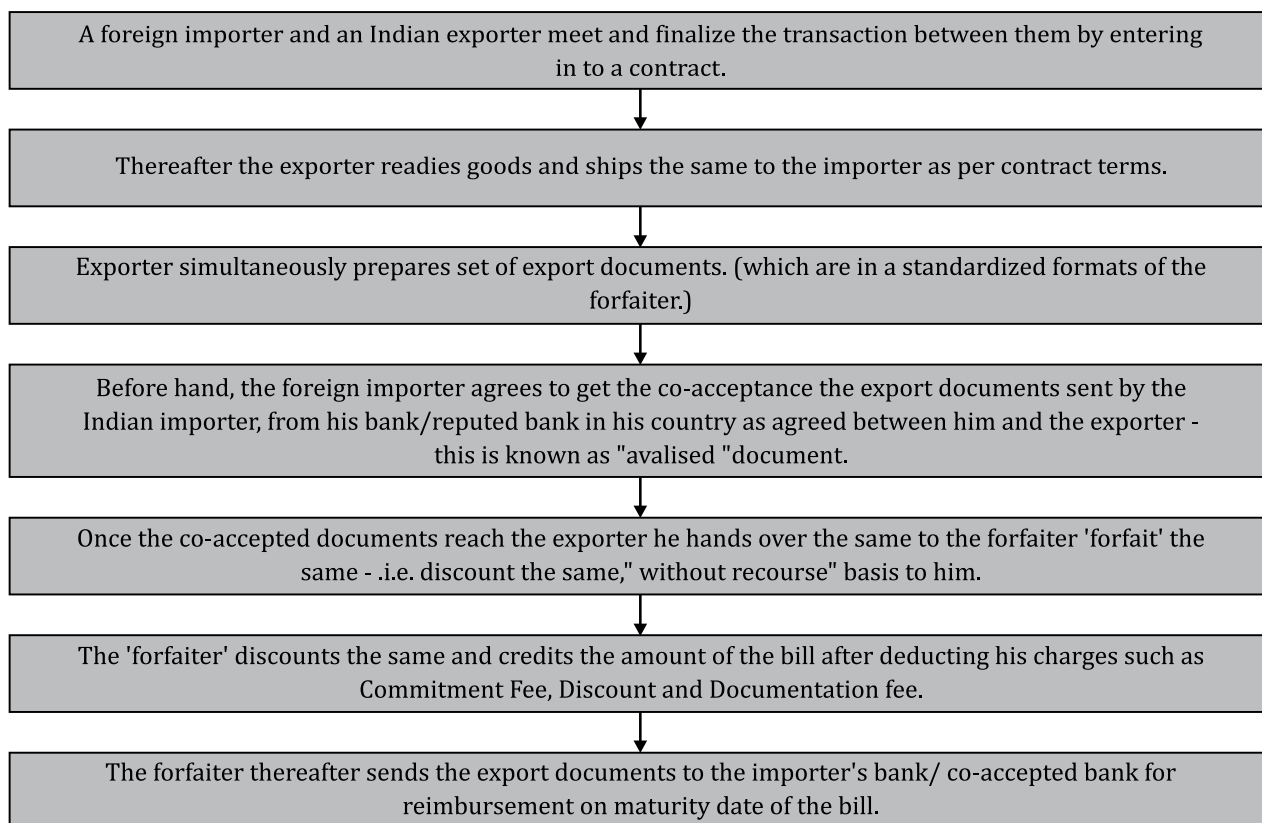 A foreign importer and an Indian exporter meet and finalize the transaction between them by entering
in to a contract.
Thereafter the exporter readies goods and ships the same to the importer as per contract terms.
Exporter simultaneously prepares set of export documents. (which are in a standardized formats of the
forfaiter.)
Before hand, the foreign importer agrees to get the co-acceptance the export documents sent by the
Indian importer, from his bank/reputed bank in his country as agreed between him and the exporter -
this is known as "avalised "document.
Once the co-accepted documents reach the exporter he hands over the same to the forfaiter 'forfait' the
same - .i.e. discount the same," without recourse" basis to him.
The 'forfaiter' discounts the same and credits the amount of the bill after deducting his charges such as
Commitment Fee, Discount and Documentation fee.
The forfaiter thereafter sends the export documents to the importer's bank/ co-accepted bank for
reimbursement on maturity date of the bill.